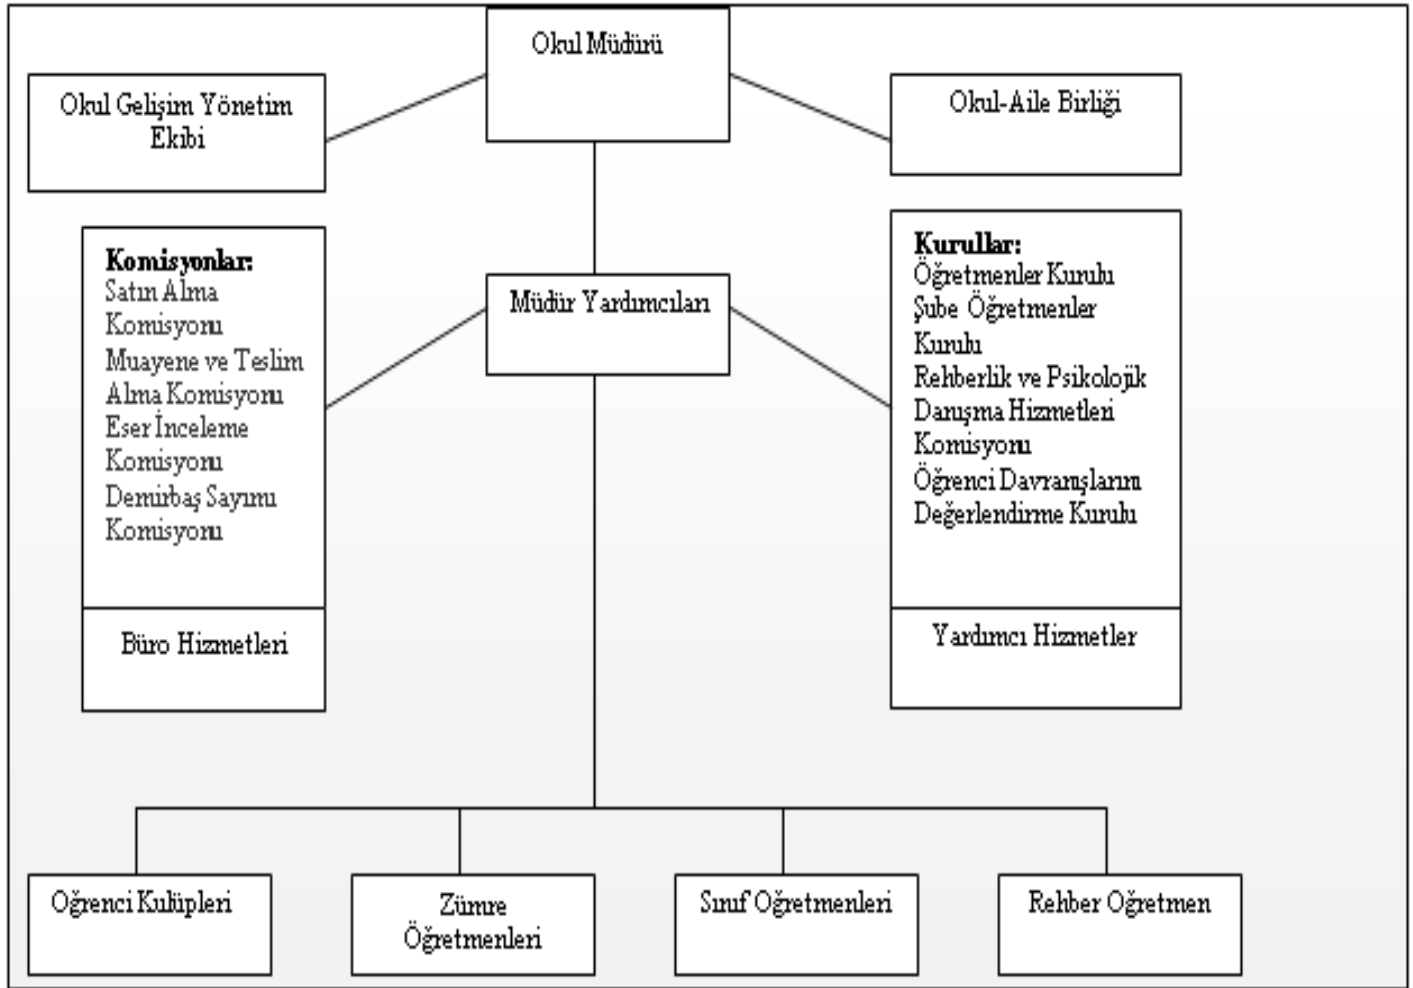 Okul Müdürü
Okul Gelişim Yönetim
Ekibi
Okul-Aile Birliği
Komisyonlar:
Satın Alma
Komisyonu
Muayene ve Teslim
Alma Komisyonu
Eser İnceleme
Komisyonu
Demirbaş Sayımı
Komisyonu
Büro Hizmetleri
Müdür Yardımcıları
Kurullar:
Öğretmenler Kurulu
Şube Öğretmenler
Kurulu
Rehberlik ve Psikolojik
Danışma Hizmetleri
Komisyonu
Öğrenci Davranışlarını
Değerlendirme Kurulu
Yardımcı Hizmetler
Öğrenci Kulüpleri
Zümre
Öğretmenleri
Sınıf Öğretmenleri
Rehber Öğretmen